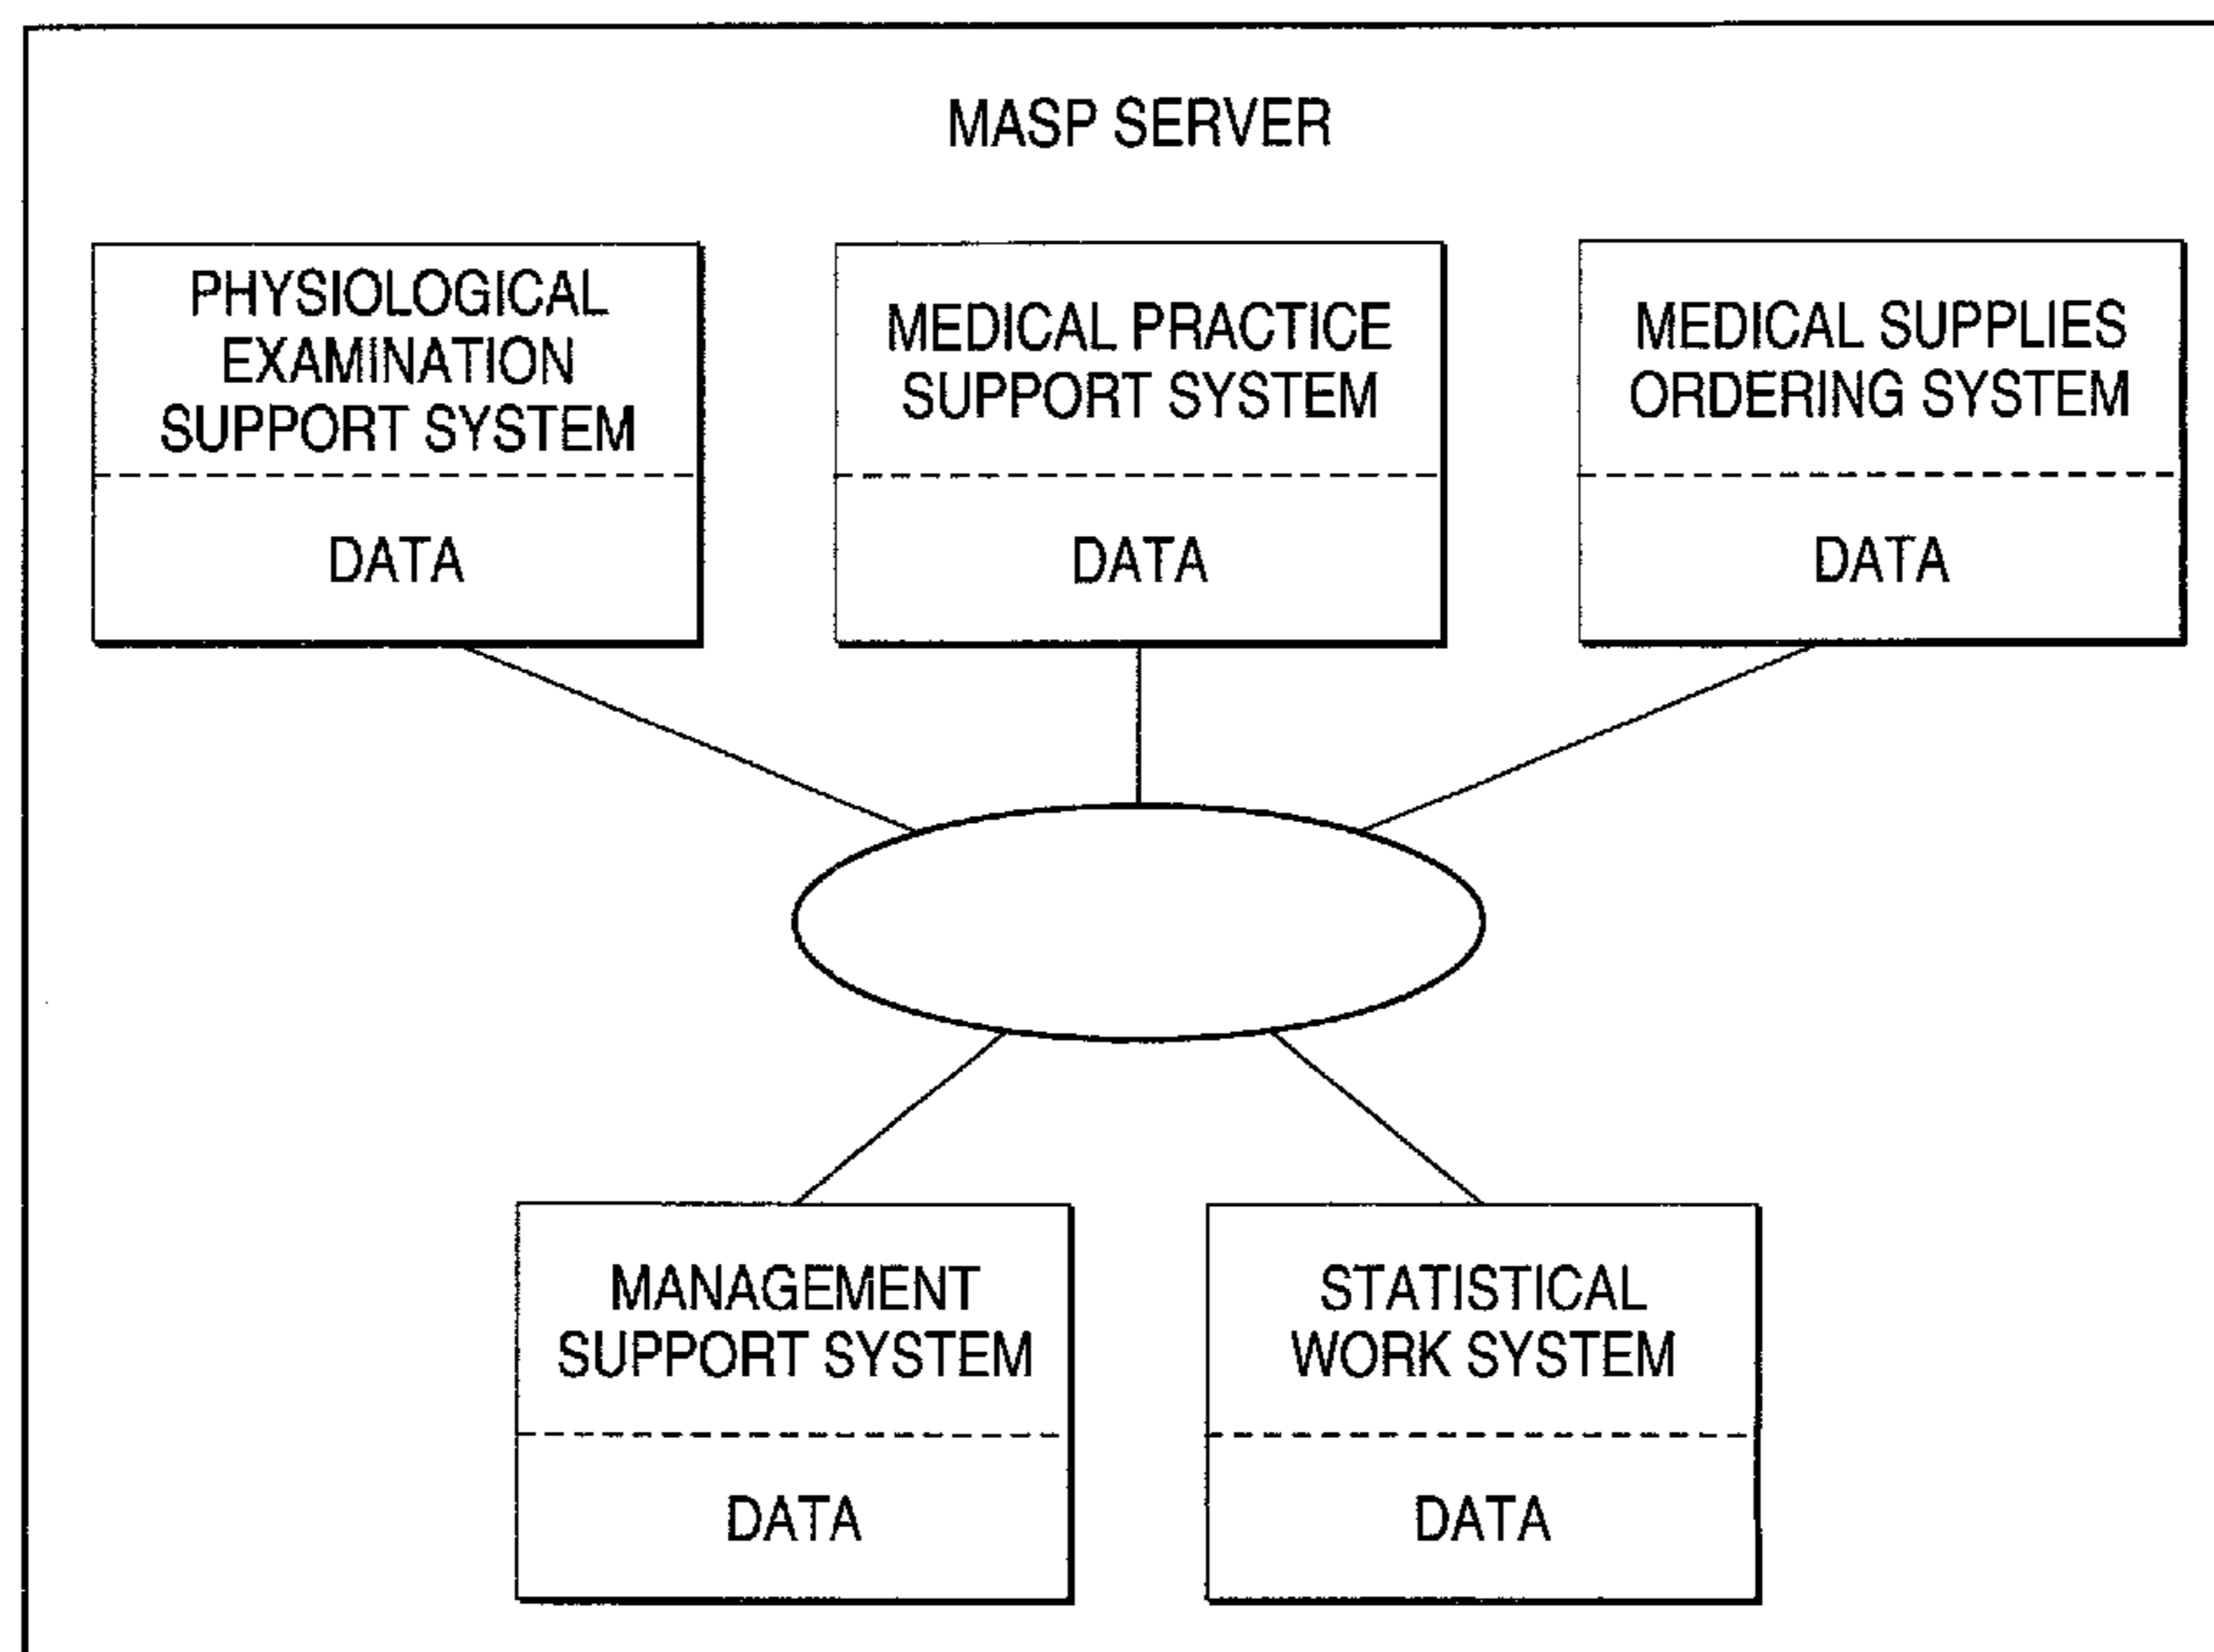 MASP SERVER
PHYSIOLOGICAL
EXAMINATION
SUPPORT SYSTEM
DATA
MEDICAL PRACTICE
SUPPORT SYSTEM
DATA
MEDICAL SUPPLIES
ORDERING SYSTEM
DATA
MANAGEMENT
SUPPORT SYSTEM
DATA
STATISTICAL
WORK SYSTEM
DATA